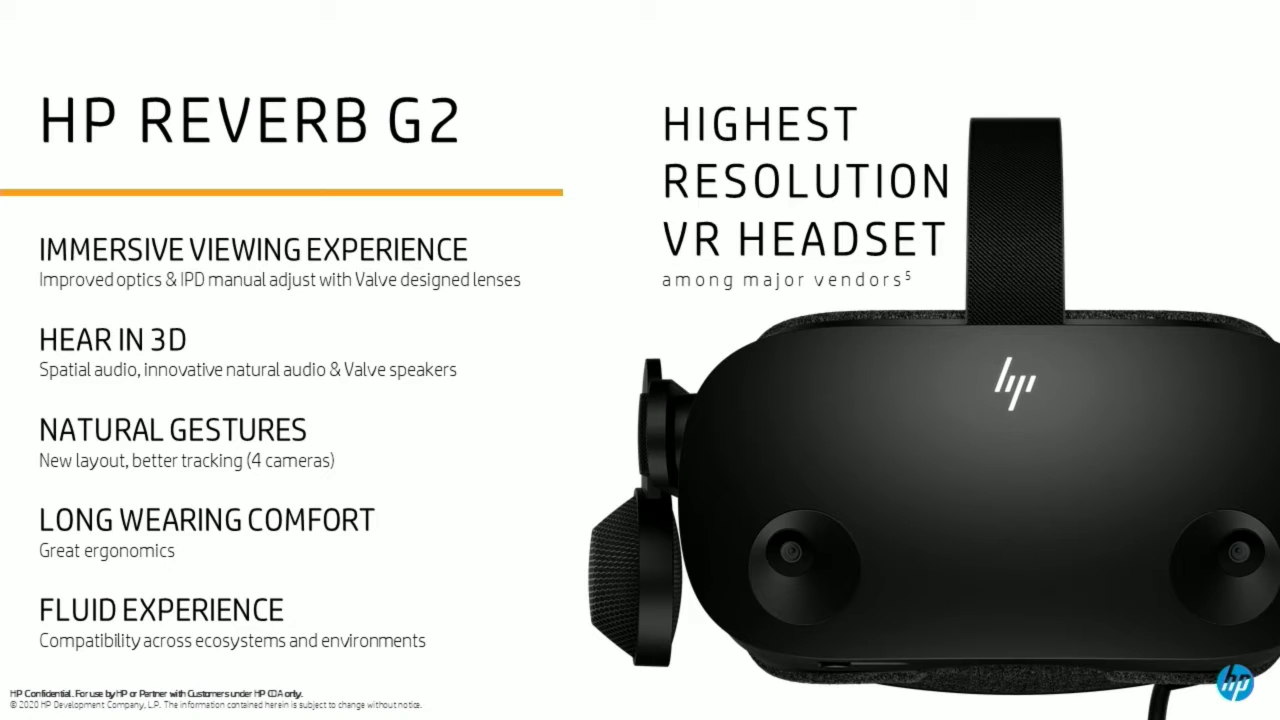 HP REVERB G2
IMMERSIVE VIEWING EXPERIENCE
Improved optics & IPD manual adjust with Valve designed lenses
HEAR IN 3D
Spatial audio, innovative natural audio & Valve speakers
NATURAL GESTURES
New layout, better tracking (4 cameras)
LONG WEARING COMFORT
Great ergonomics
FLUID EXPERIENCE
Compatibility across ecosystems and environments
HIGHEST
RESOLUTION
VR HEADSET
among major vendors⁵
hp
HP Confidential. For use by HP or Partner with Customers under HP CDA only.
© 2020 HP Development Company, L.P. The information contained herein is subject to change without notice.
hp